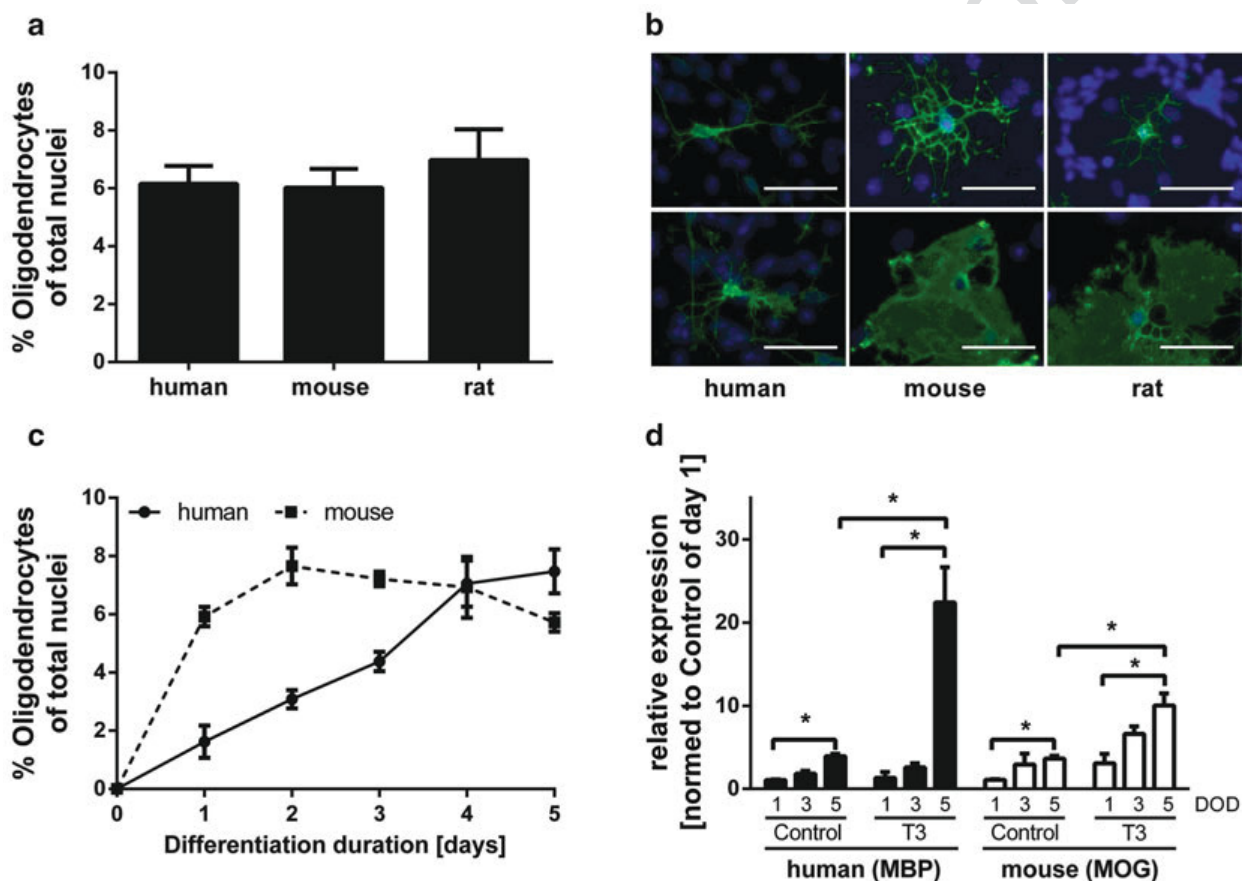 a
% Oligodendrocytes
of total nuclei
10
8
6
4
2
0
human mouse rat
b
human mouse rat
c
% Oligodendrocytes
of total nuclei
10
8
6
4
2
0
human mouse
0 1 2 3 4 5
Differentiation duration [days]
d
relative expression
[normed to Control of day 1]
30
20
10
0
*
*
*
*
*
*
1 3 5 1 3 5 1 3 5 1 3 5 DOD
Control T3 Control T3
human (MBP) mouse (MOG)